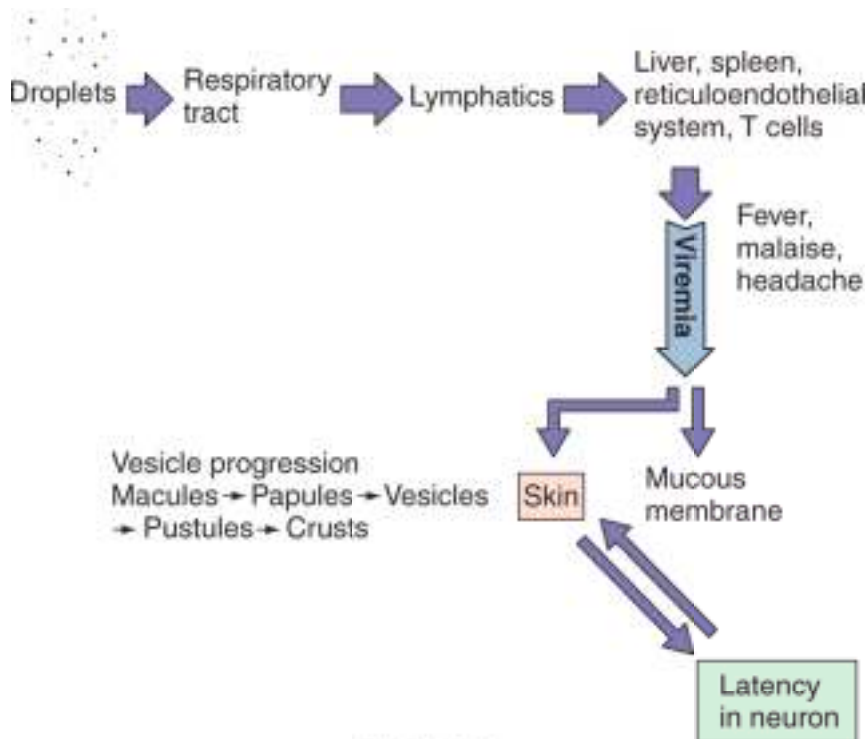 Droplets
Respiratory
tract
Lymphatics
Liver, spleen,
reticuloendothelial
system, T cells
Fever,
malaise,
headache
Viremia
Vesicle progression
Macules → Papules → Vesicles
→ Pustules → Crusts
Skin
Mucous
membrane
Latency
in neuron